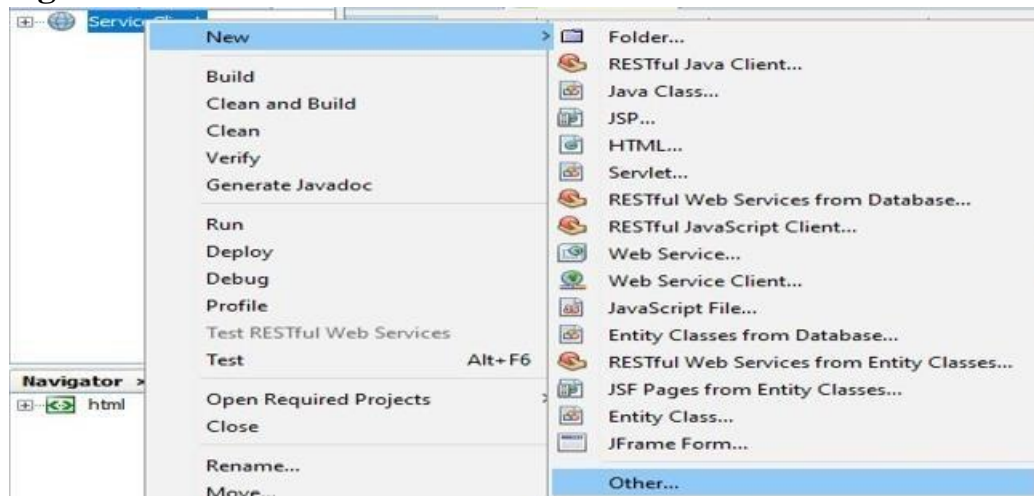 Service
New
Build
Clean and Build
Clean
Verify
Generate Javadoc
Run
Deploy
Debug
Profile
Test RESTful Web Services
Test Alt+F6
Open Required Projects
Close
Rename...
Move...
Folder...
RESTful Java Client...
Java Class...
JSP...
HTML...
Servlet...
RESTful Web Services from Database...
RESTful JavaScript Client...
Web Service...
Web Service Client...
JavaScript File...
Entity Classes from Database...
RESTful Web Services from Entity Classes...
JSF Pages from Entity Classes...
Entity Class...
JFrame Form...
Other...
Navigator
html